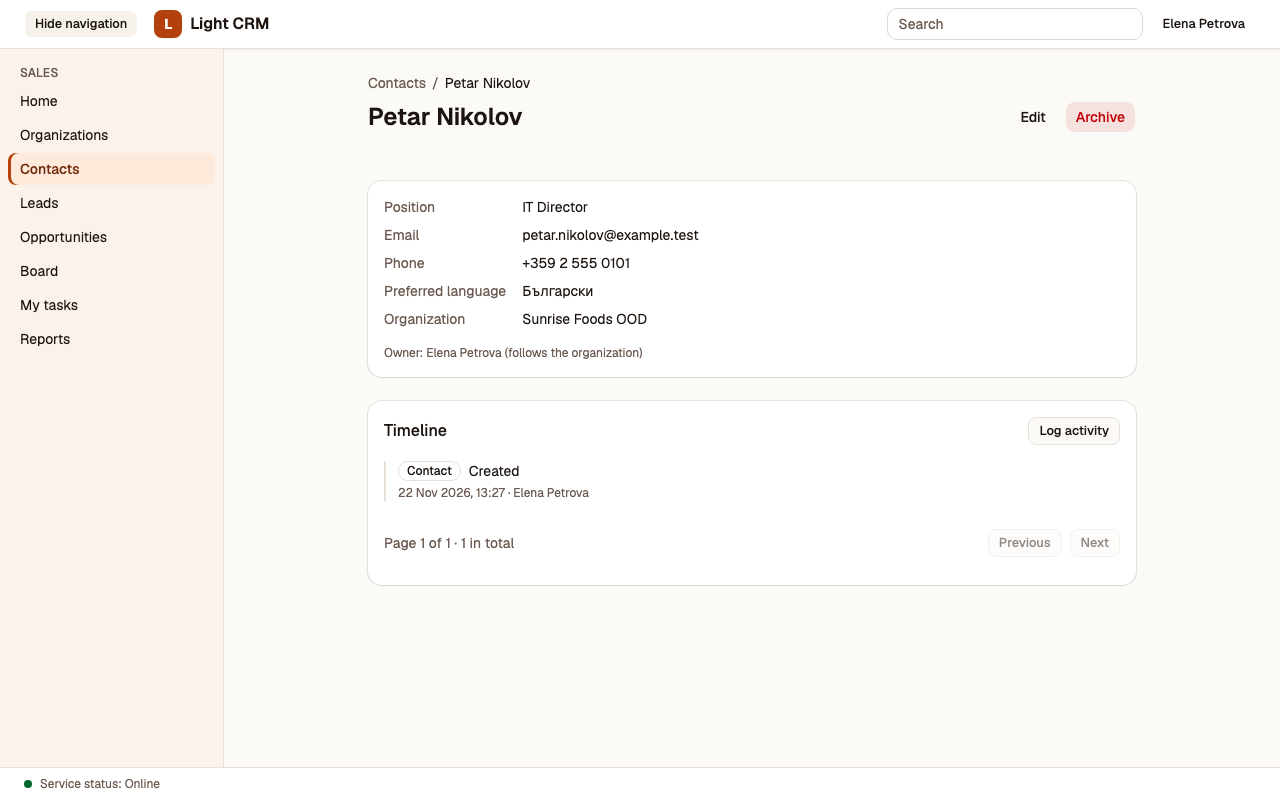 Hide navigation
L
Light CRM
Search
Elena Petrova
SALES
Home
Organizations
Contacts
Leads
Opportunities
Board
My tasks
Reports
Contacts / Petar Nikolov
Petar Nikolov
Edit
Archive
Position IT Director
Email petar.nikolov@example.test
Phone +359 2 555 0101
Preferred language Български
Organization Sunrise Foods OOD
Owner: Elena Petrova (follows the organization)
Timeline
Log activity
Contact Created
22 Nov 2026, 13:27 · Elena Petrova
Page 1 of 1 · 1 in total
Previous
Next
Service status: Online